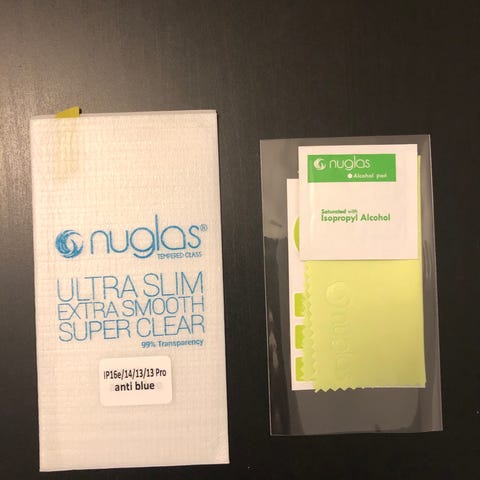 nuglas®
TEMPERED GLASS
ULTRA SLIM
EXTRA SMOOTH
SUPER CLEAR
99% Transparency
IP16e/14/13/13 Pro
anti blue
nuglas
Alcohol pad
Saturated with
Isopropyl Alcohol
nuglas